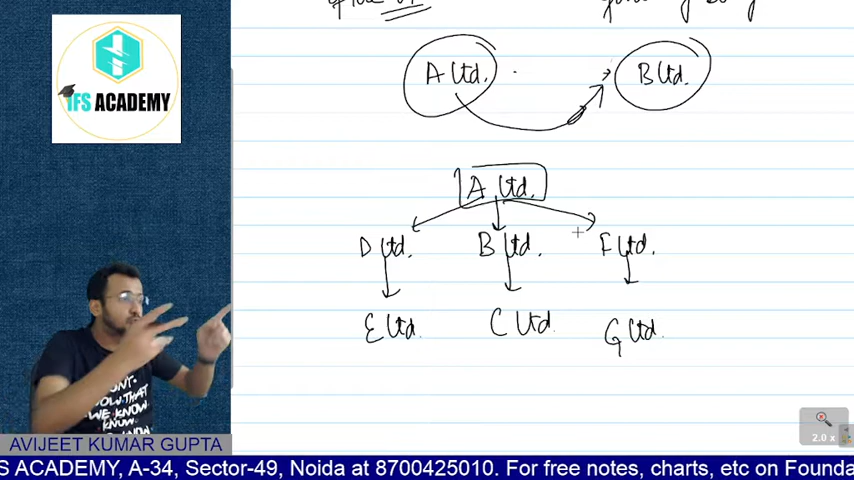 A Ltd. B Ltd.
IFS ACADEMY
A Ltd.
D Ltd. B Ltd. F Ltd.
E Ltd. C Ltd. G Ltd.
AVIJEET KUMAR GUPTA
FS ACADEMY, A-34, Sector-49, Noida at 8700425010. For free notes, charts, etc on Founda
2.0 x